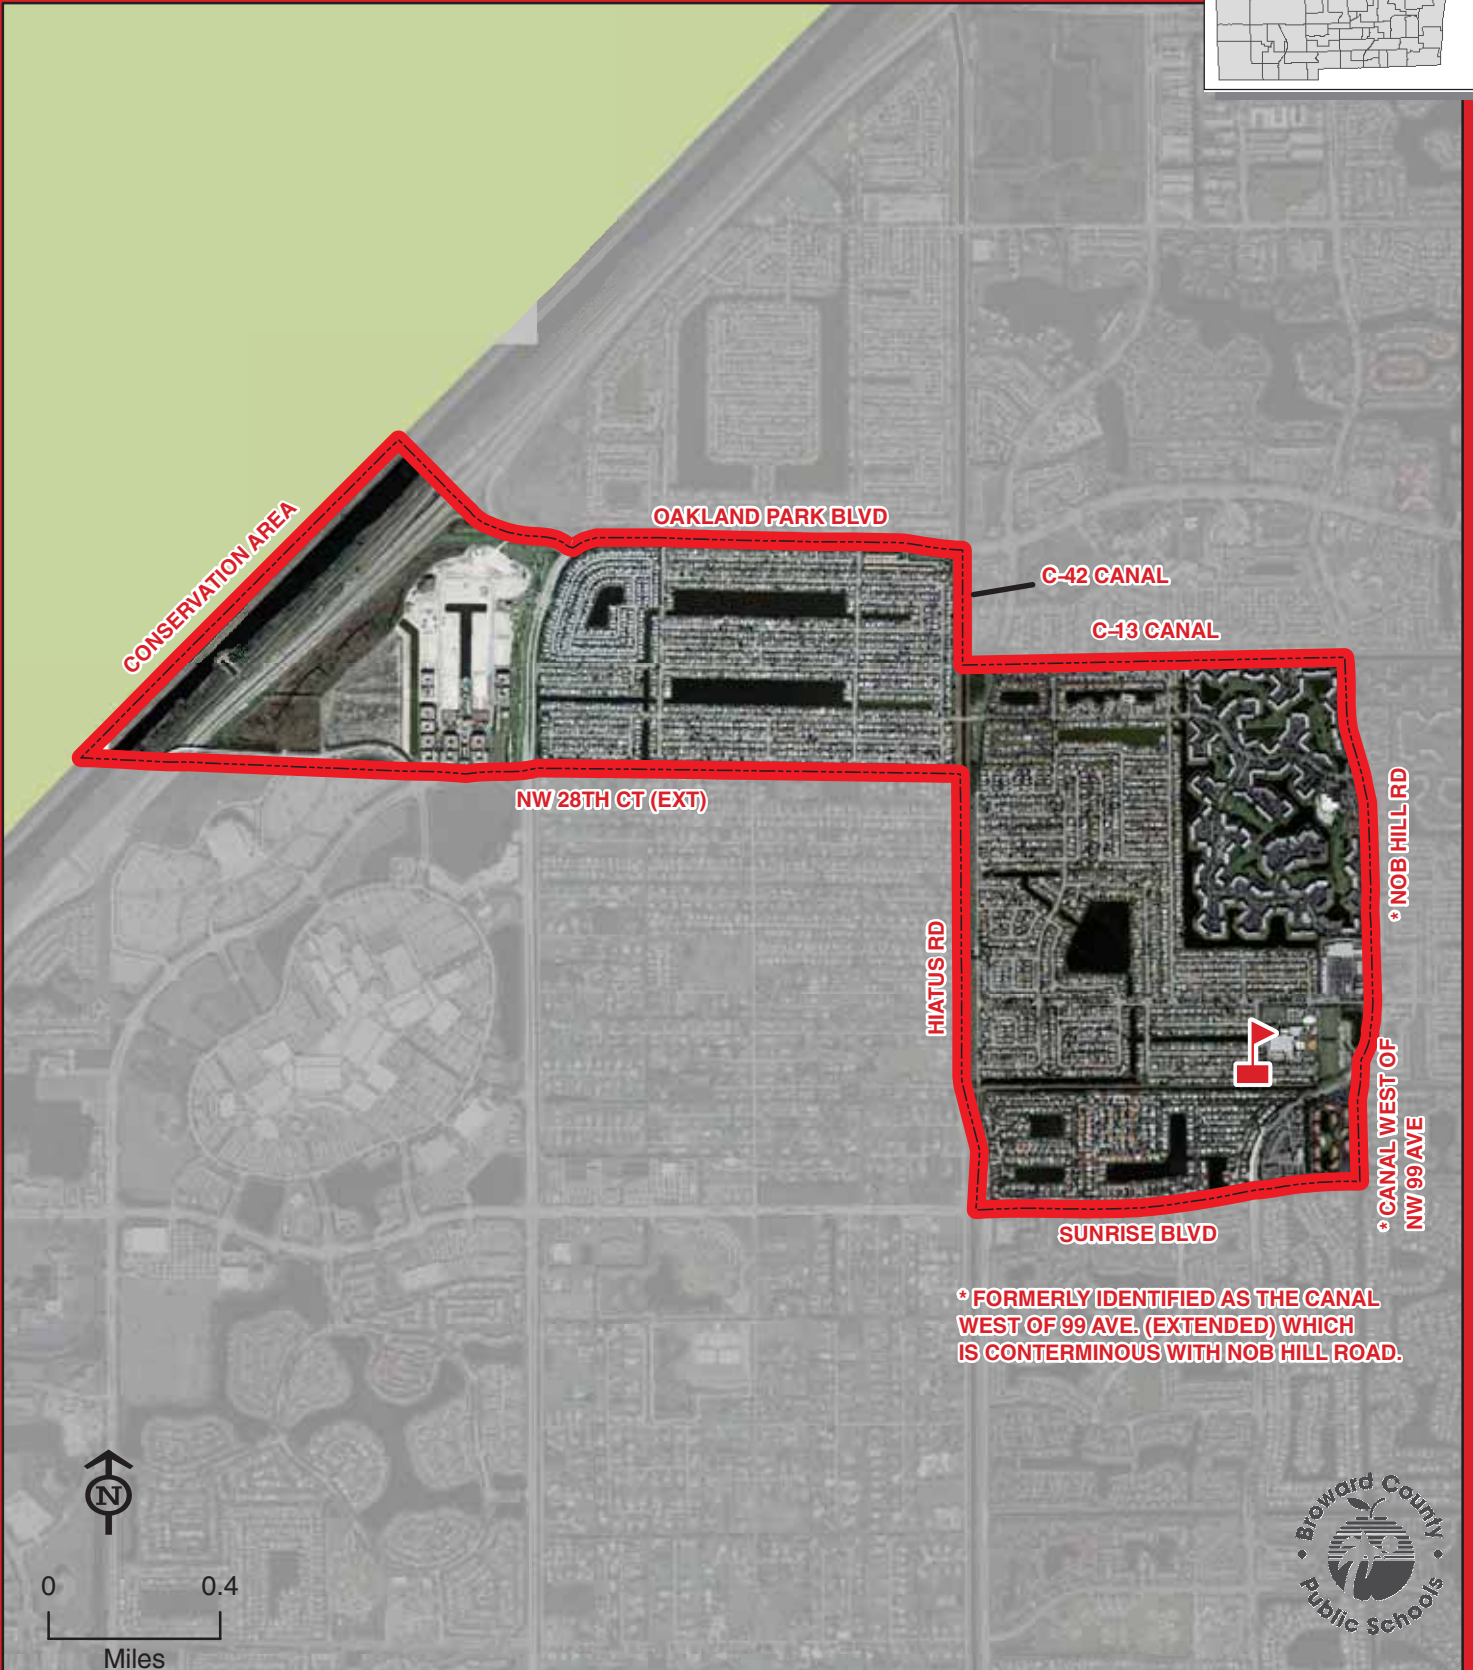 CONSERVATION AREA
OAKLAND PARK BLVD
C-42 CANAL
C-13 CANAL
NW 28TH CT (EXT)
* NOB HILL RD
HIATUS RD
* CANAL WEST OF
NW 99 AVE
SUNRISE BLVD
* FORMERLY IDENTIFIED AS THE CANAL
WEST OF 99 AVE. (EXTENDED) WHICH
IS CONTERMINOUS WITH NOB HILL ROAD.
N
0 0.4
Miles
Broward County
Public Schools